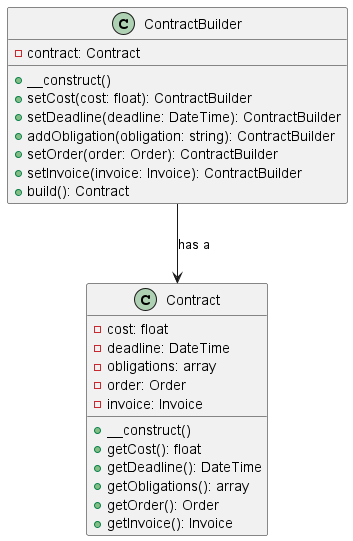 C ContractBuilder
contract: Contract
__construct()
setCost(cost: float): ContractBuilder
setDeadline(deadline: DateTime): ContractBuilder
addObligation(obligation: string): ContractBuilder
setOrder(order: Order): ContractBuilder
setInvoice(invoice: Invoice): ContractBuilder
build(): Contract
has a
C Contract
cost: float
deadline: DateTime
obligations: array
order: Order
invoice: Invoice
__construct()
getCost(): float
getDeadline(): DateTime
getObligations(): array
getOrder(): Order
getInvoice(): Invoice